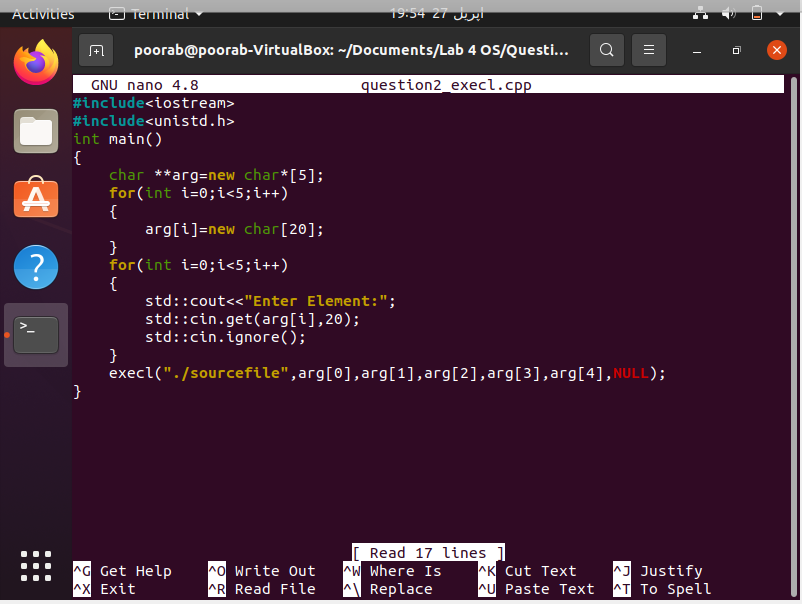 Activities Terminal 19:54 27 اپریل
poorab@poorab-VirtualBox: ~/Documents/Lab 4 OS/Questi...
GNU nano 4.8 question2_execl.cpp
#include<iostream>
#include<unistd.h>
int main()
{
    char **arg=new char*[5];
    for(int i=0;i<5;i++)
    {
        arg[i]=new char[20];
    }
    for(int i=0;i<5;i++)
    {
        std::cout<<"Enter Element:";
        std::cin.get(arg[i],20);
        std::cin.ignore();
    }
    execl("./sourcefile",arg[0],arg[1],arg[2],arg[3],arg[4],NULL);
}
[ Read 17 lines ]
^G Get Help ^O Write Out ^W Where Is ^K Cut Text ^J Justify
^X Exit ^R Read File ^\ Replace ^U Paste Text ^T To Spell